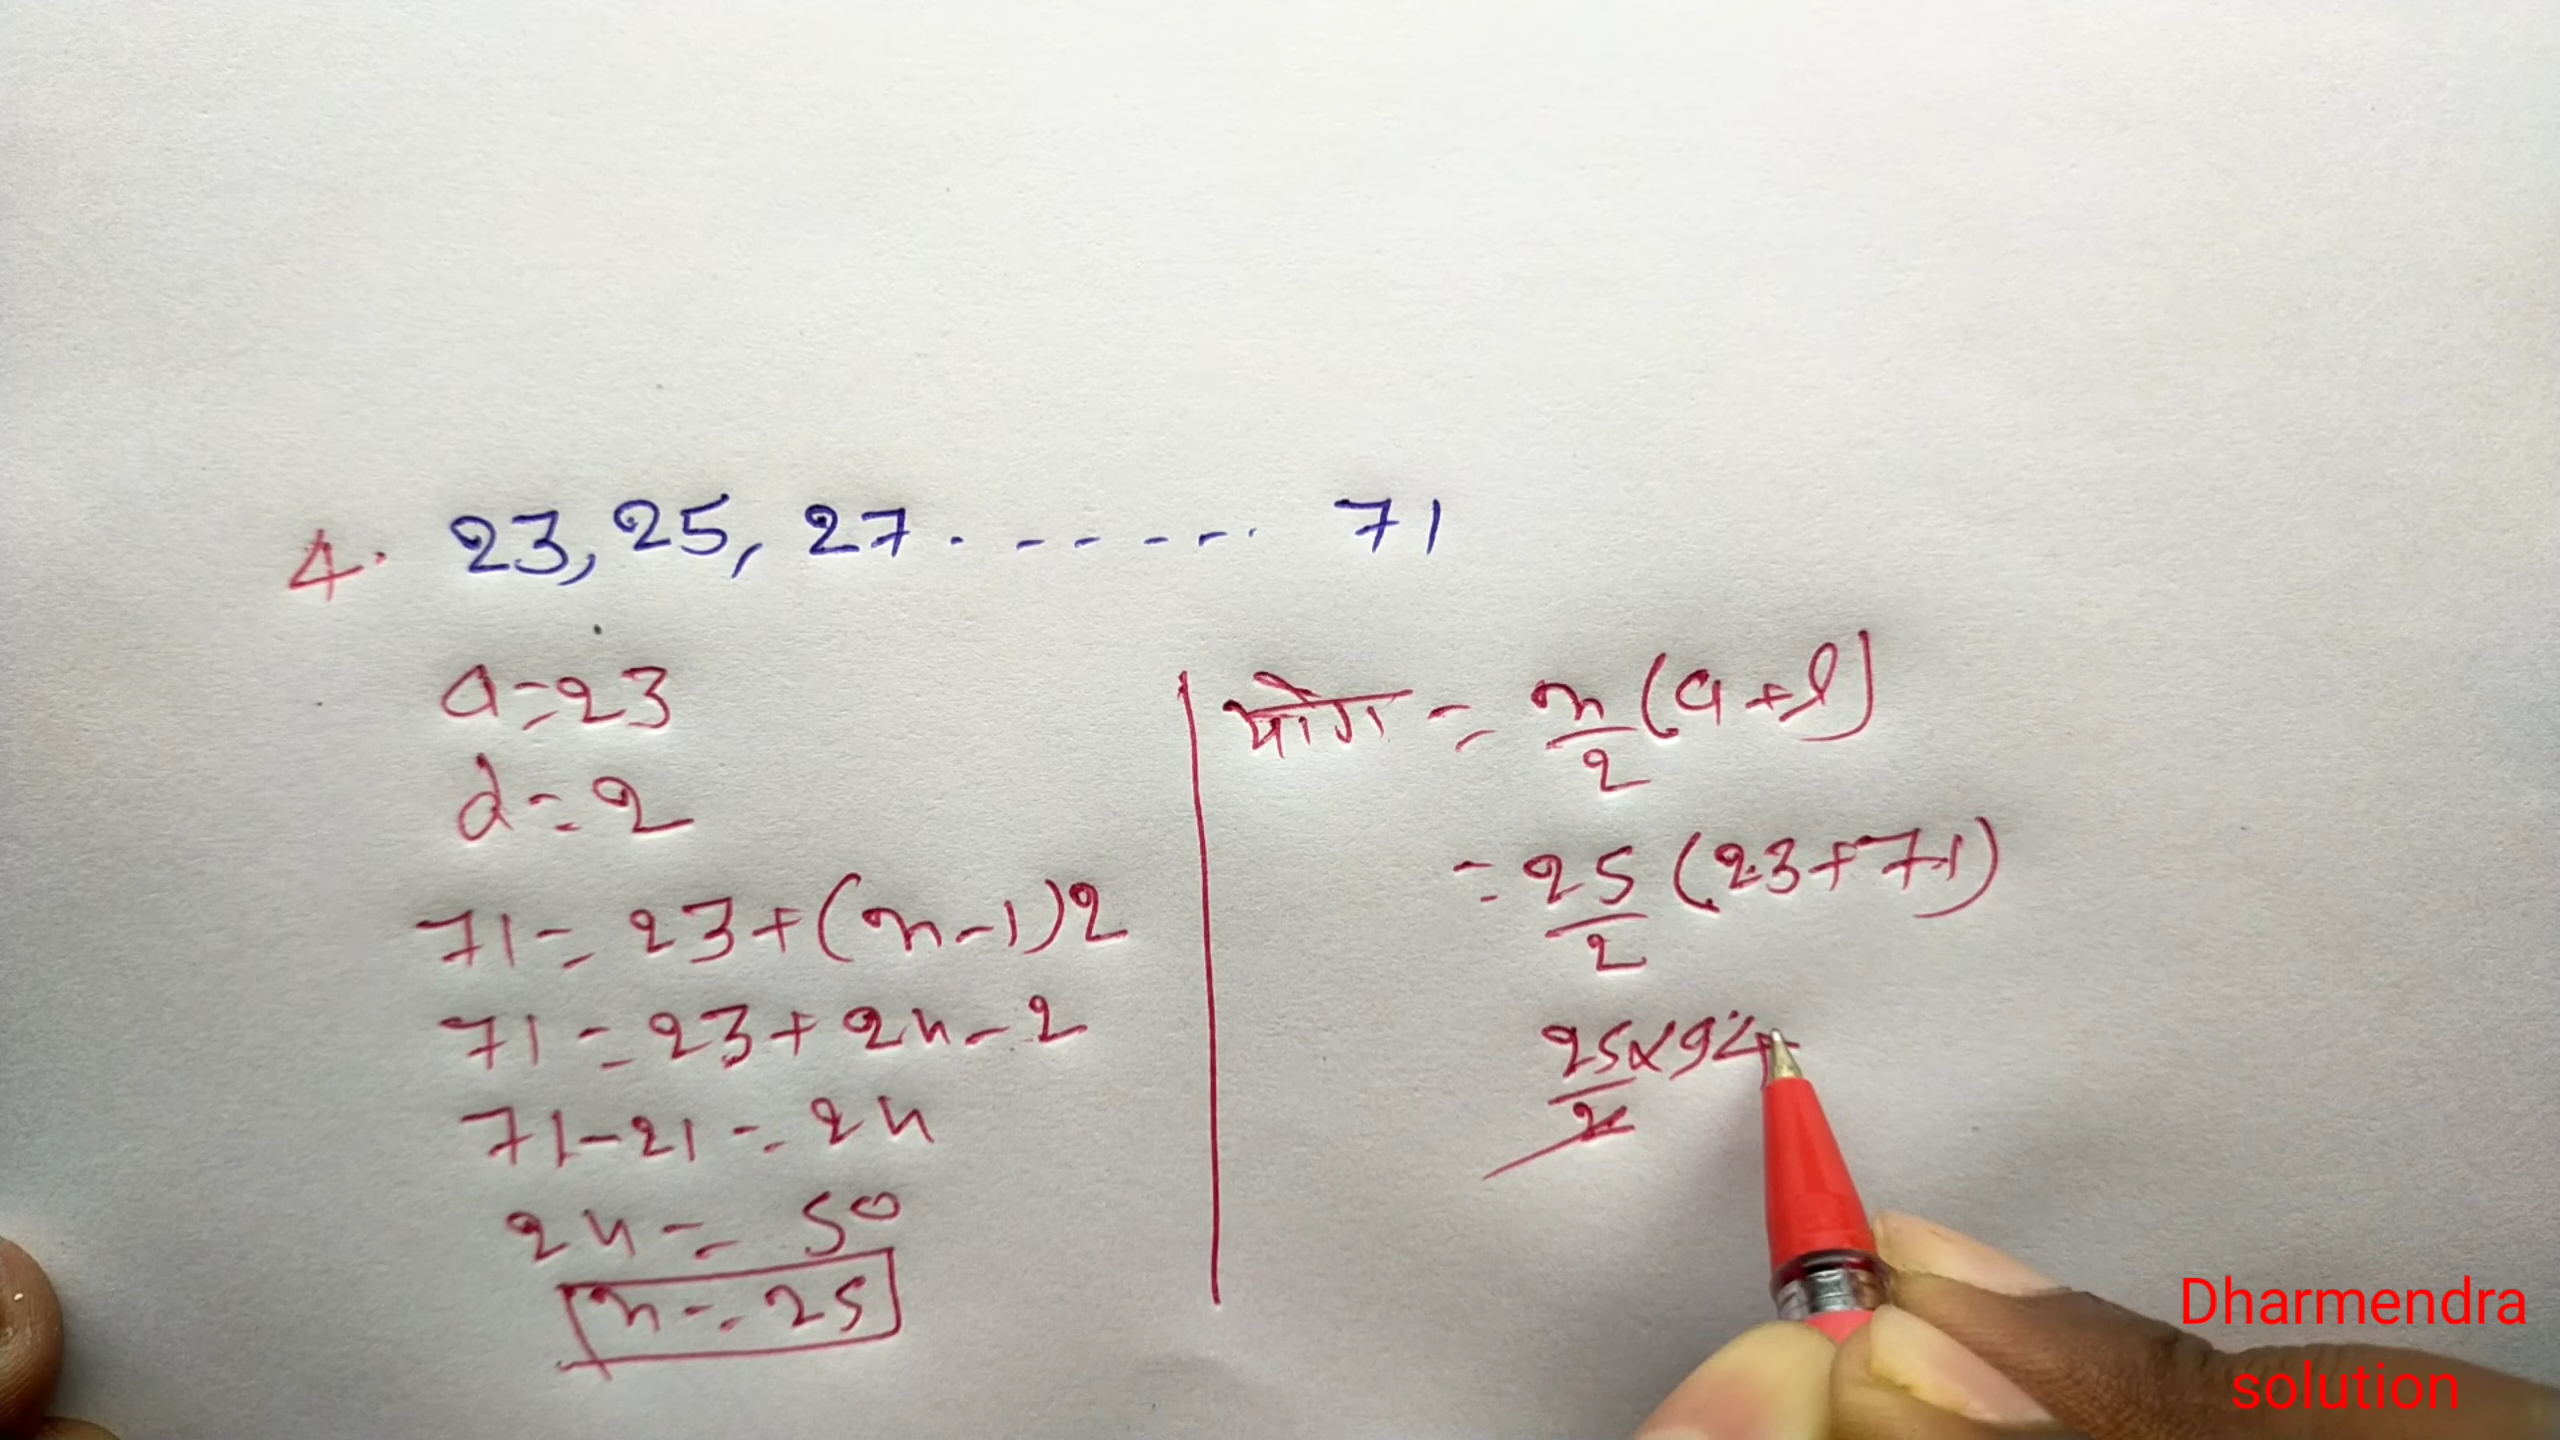 4. 23, 25, 27 . - - - - .. 71
a = 23
d = 2
71 = 23 + (n - 1)2
71 = 23 + 2n - 2
71 - 21 = 2n
2n = 50
n = 25
योग = n/2 (a + l)
= 25/2 (23 + 71)
25/2 × 94
Dharmendra
solution